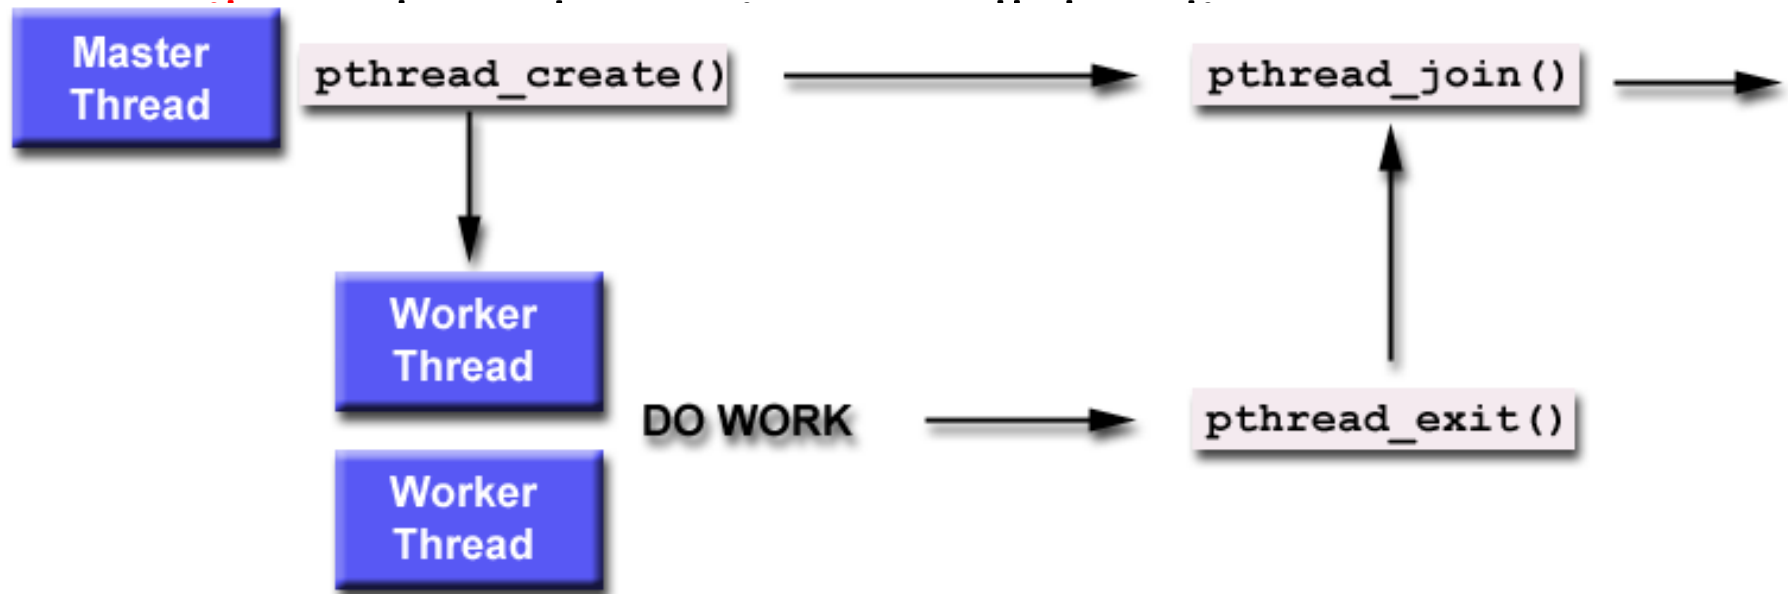 Master
Thread
pthread_create()
pthread_join()
Worker
Thread
DO WORK
pthread_exit()
Worker
Thread